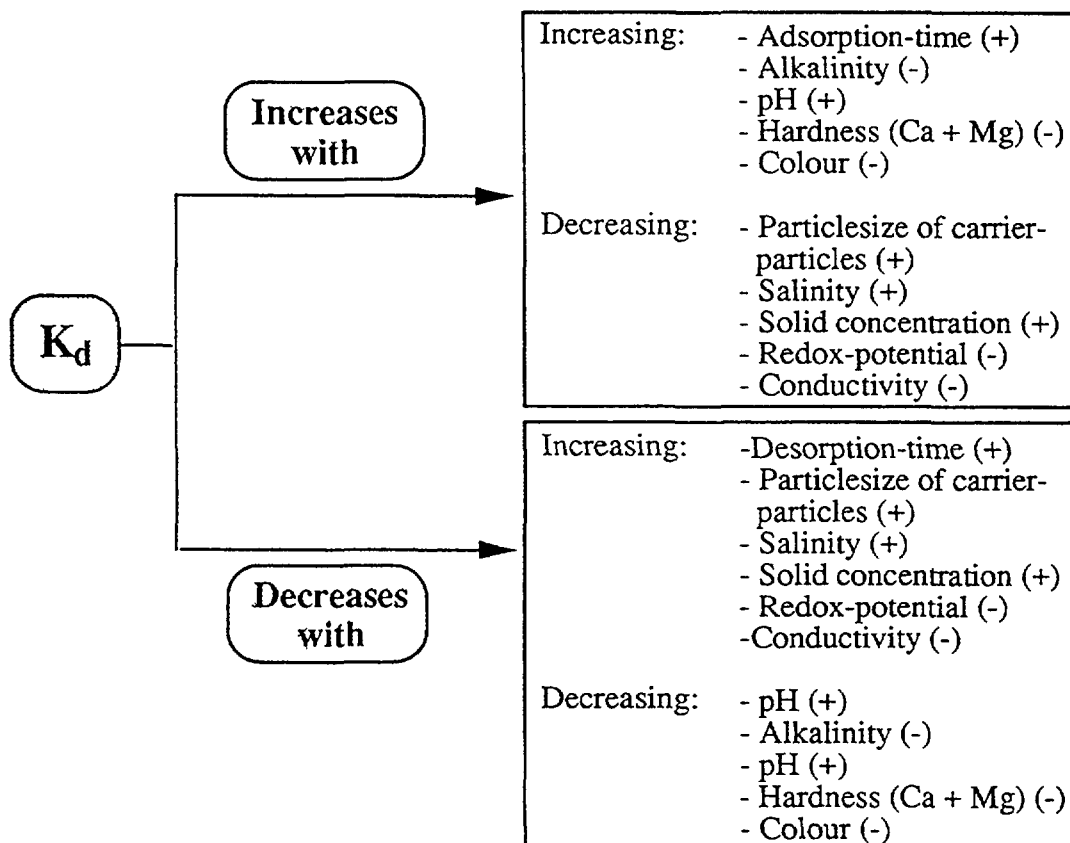 Increasing: - Adsorption-time (+)
- Alkalinity (-)
- pH (+)
- Hardness (Ca + Mg) (-)
- Colour (-)
Increases
with
Decreasing: - Particlesize of carrier-
particles (+)
- Salinity (+)
- Solid concentration (+)
- Redox-potential (-)
- Conductivity (-)
Kd
Increasing: -Desorption-time (+)
- Particlesize of carrier-
particles (+)
- Salinity (+)
- Solid concentration (+)
- Redox-potential (-)
-Conductivity (-)
Decreases
with
Decreasing: - pH (+)
- Alkalinity (-)
- pH (+)
- Hardness (Ca + Mg) (-)
- Colour (-)